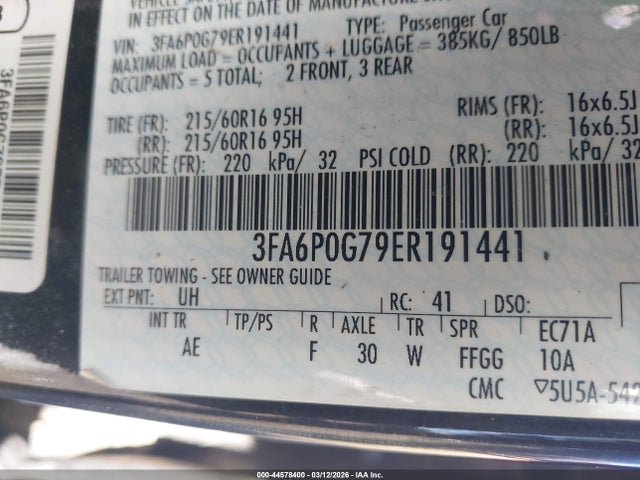 IN EFFECT ON THE DATE OF MANUFACTURE
VIN: 3FA6P0G79ER191441 TYPE: Passenger Car
MAXIMUM LOAD = OCCUPANTS + LUGGAGE = 385KG/ 850LB
OCCUPANTS = 5 TOTAL; 2 FRONT, 3 REAR
TIRE (FR): 215/60R16 95H RIMS (FR): 16x6.5J
(RR): 215/60R16 95H (RR): 16x6.5J
PRESSURE (FR): 220 kPa/ 32 PSI COLD (RR): 220 kPa/ 32
3FA6P0G79ER191441
TRAILER TOWING - SEE OWNER GUIDE
EXT PNT: UH RC: 41 DSO:
INT TR TP/PS R AXLE TR SPR EC71A
AE F 30 W FFGG 10A
CMC ▽5U5A-542
000-44578400 - 03/12/2026 - IAA Inc.